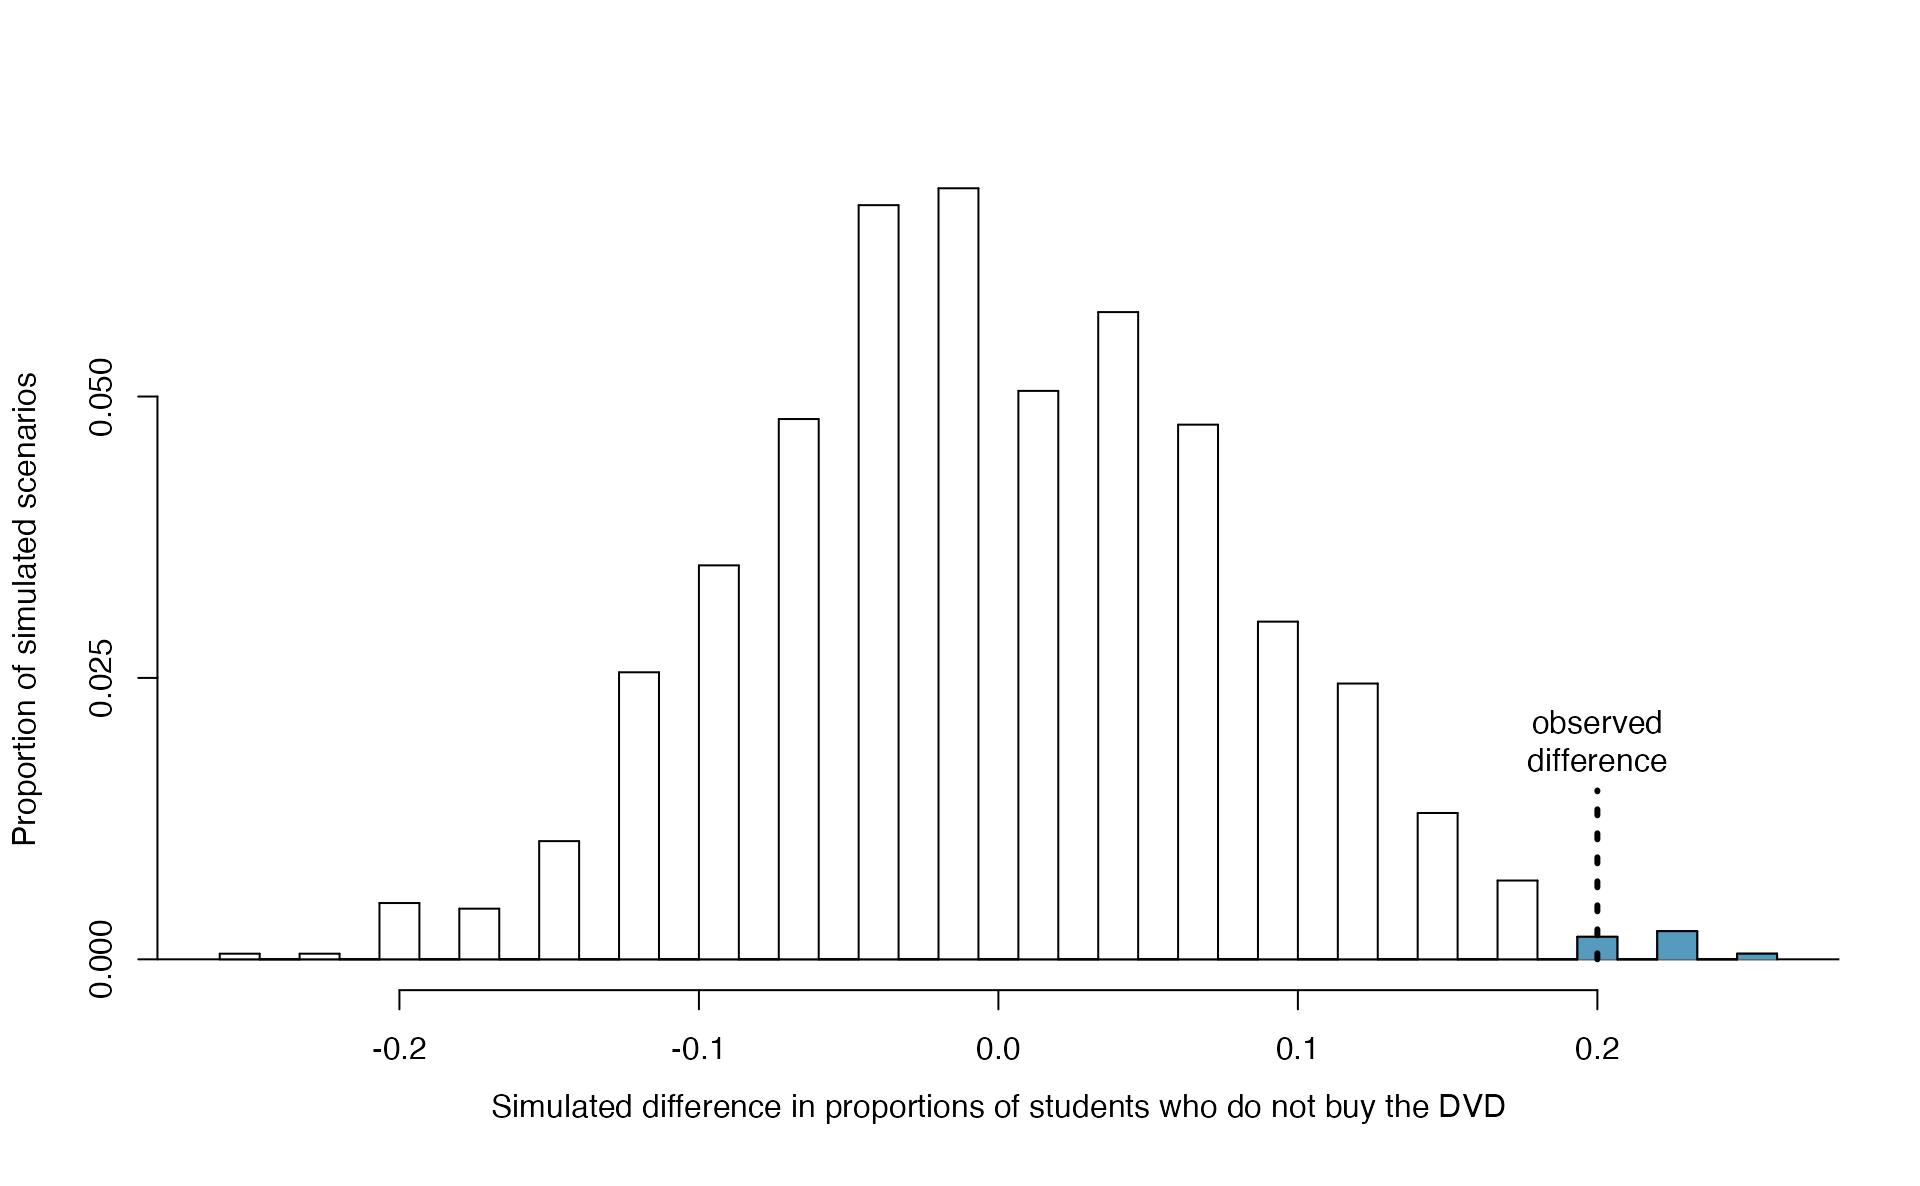 Proportion of simulated scenarios
0.050
0.025
0.000
observed
difference
-0.2 -0.1 0.0 0.1 0.2
Simulated difference in proportions of students who do not buy the DVD